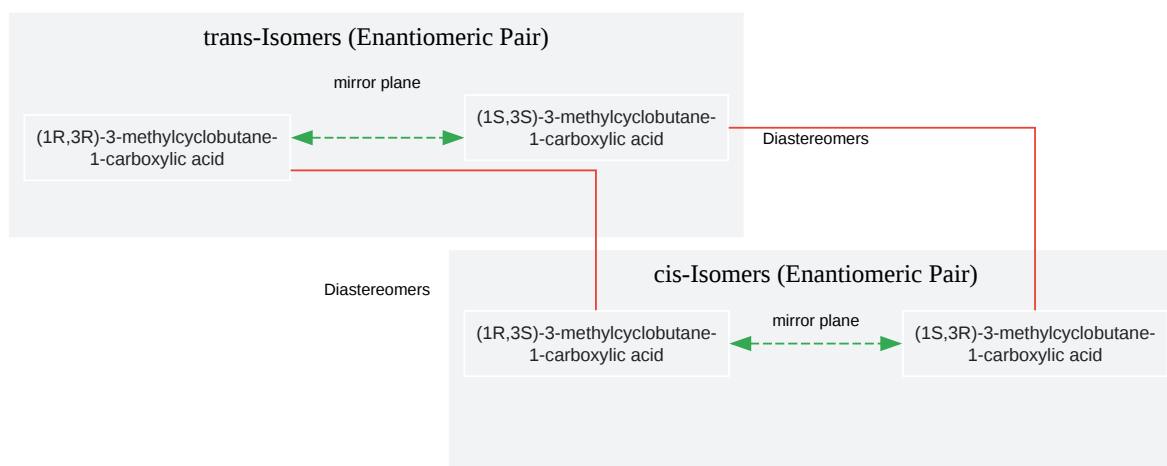 trans-Isomers (Enantiomeric Pair)
mirror plane
(1R,3R)-3-methylcyclobutane-
1-carboxylic acid
(1S,3S)-3-methylcyclobutane-
1-carboxylic acid
Diastereomers
Diastereomers
cis-Isomers (Enantiomeric Pair)
mirror plane
(1R,3S)-3-methylcyclobutane-
1-carboxylic acid
(1S,3R)-3-methylcyclobutane-
1-carboxylic acid